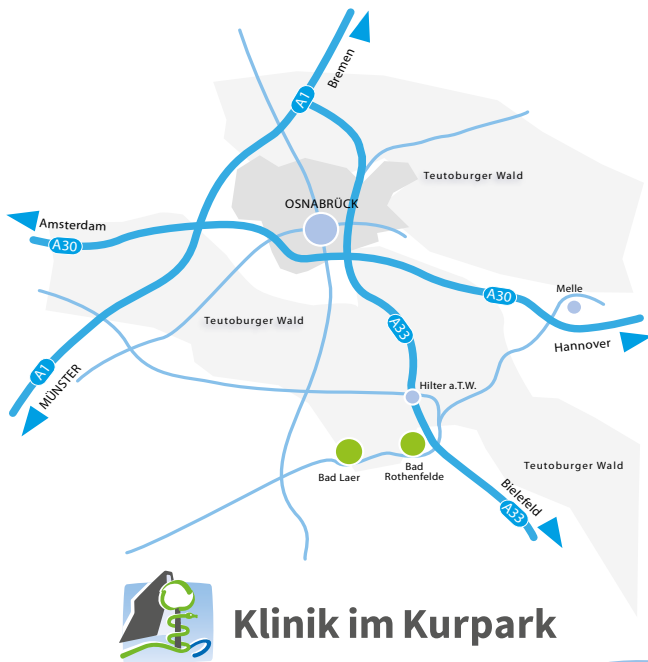 Bremen
A1
Teutoburger Wald
OSNABRÜCK
Amsterdam
A30
Melle
A30
Teutoburger Wald
A33
Hannover
A1
MÜNSTER
Hilter a.T.W.
Bad Laer
Bad
Rothenfelde
Teutoburger Wald
Bielefeld
A33
Klinik im Kurpark